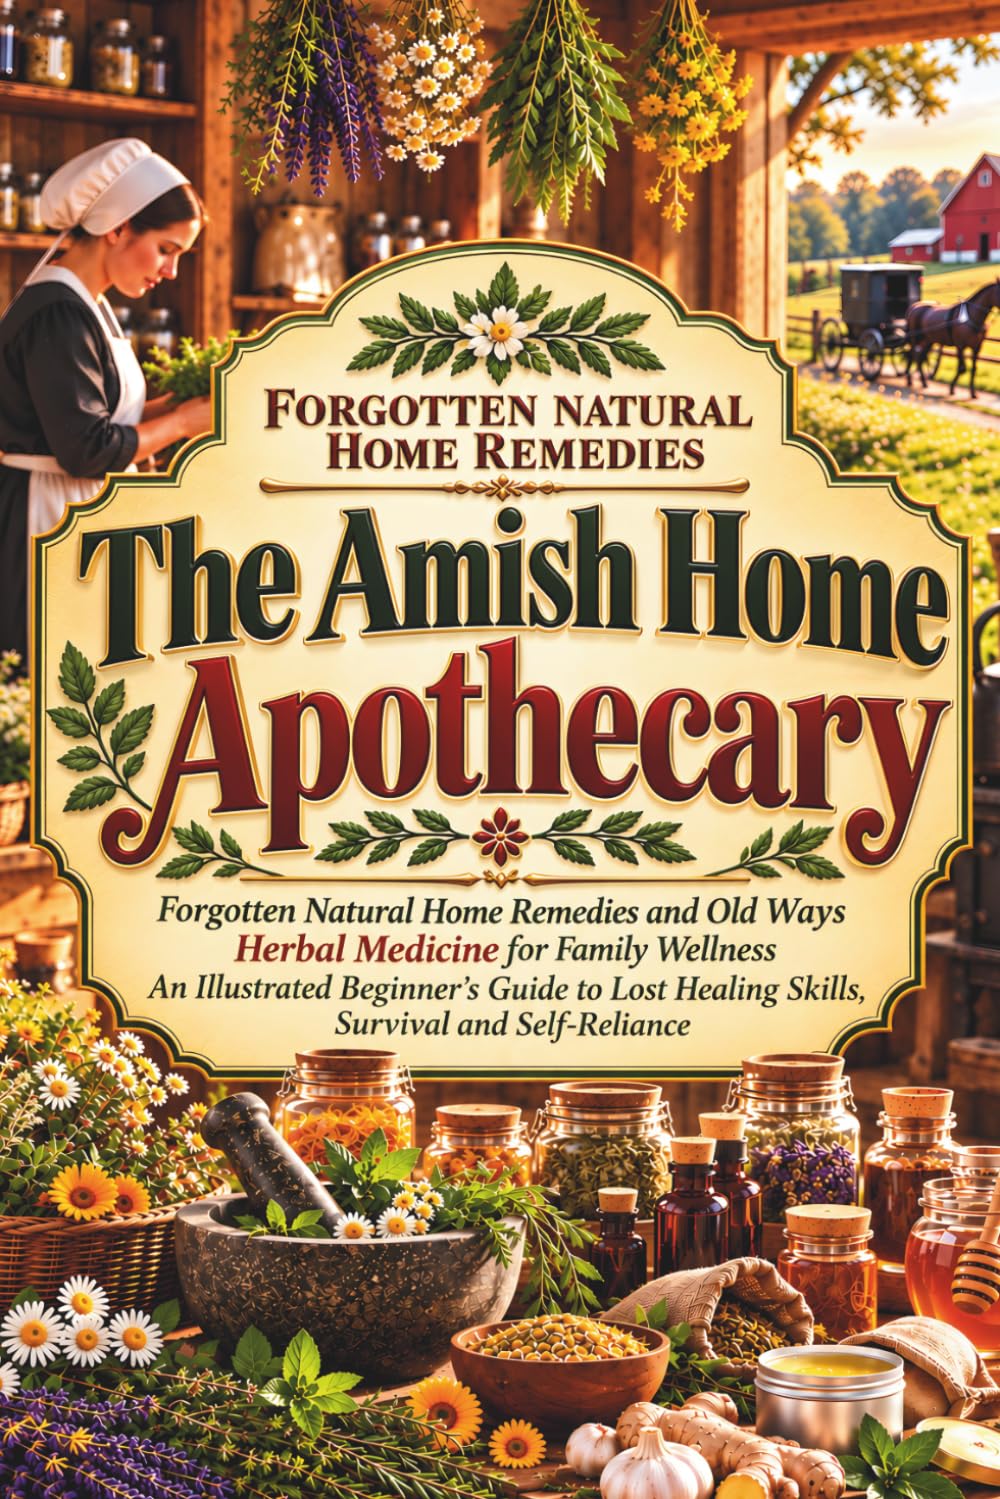 Forgotten natural
Home Remedies
The Amish Home
Apothecary
Forgotten Natural Home Remedies and Old Ways
Herbal Medicine for Family Wellness
An Illustrated Beginner's Guide to Lost Healing Skills,
Survival and Self-Reliance